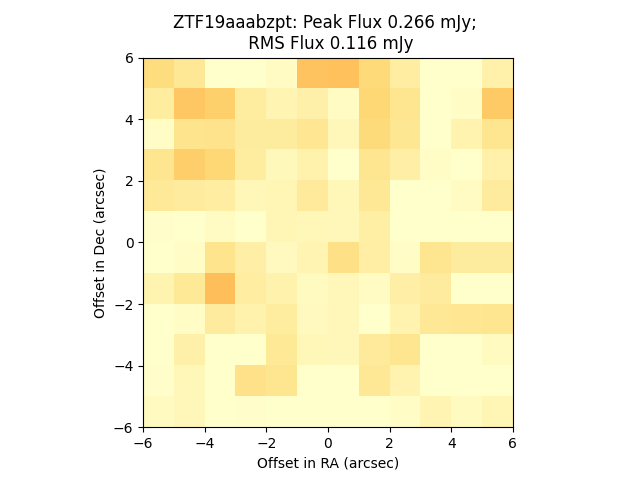 ZTF19aaabzpt: Peak Flux 0.266 mJy;
RMS Flux 0.116 mJy
6
4
2
0
−2
−4
−6
Offset in Dec (arcsec)
−6 −4 −2 0 2 4 6
Offset in RA (arcsec)